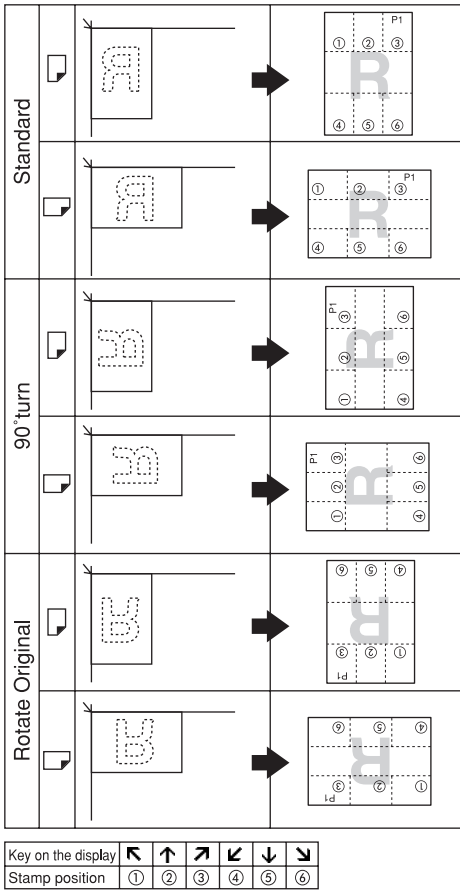 Standard
P1
① ② ③
R
④ ⑤ ⑥
P1
① ② ③
R
④ ⑤ ⑥
90°turn
P1
③ ⑥
② R ⑤
① ④
P1
③ ⑥
② R ⑤
① ④
Rotate Original
⑥ ⑤ ④
R
③ ② ①
P1
⑥ ⑤ ④
R
③ ② ①
P1
Key on the display ↖ ↑ ↗ ↙ ↓ ↘
Stamp position ① ② ③ ④ ⑤ ⑥